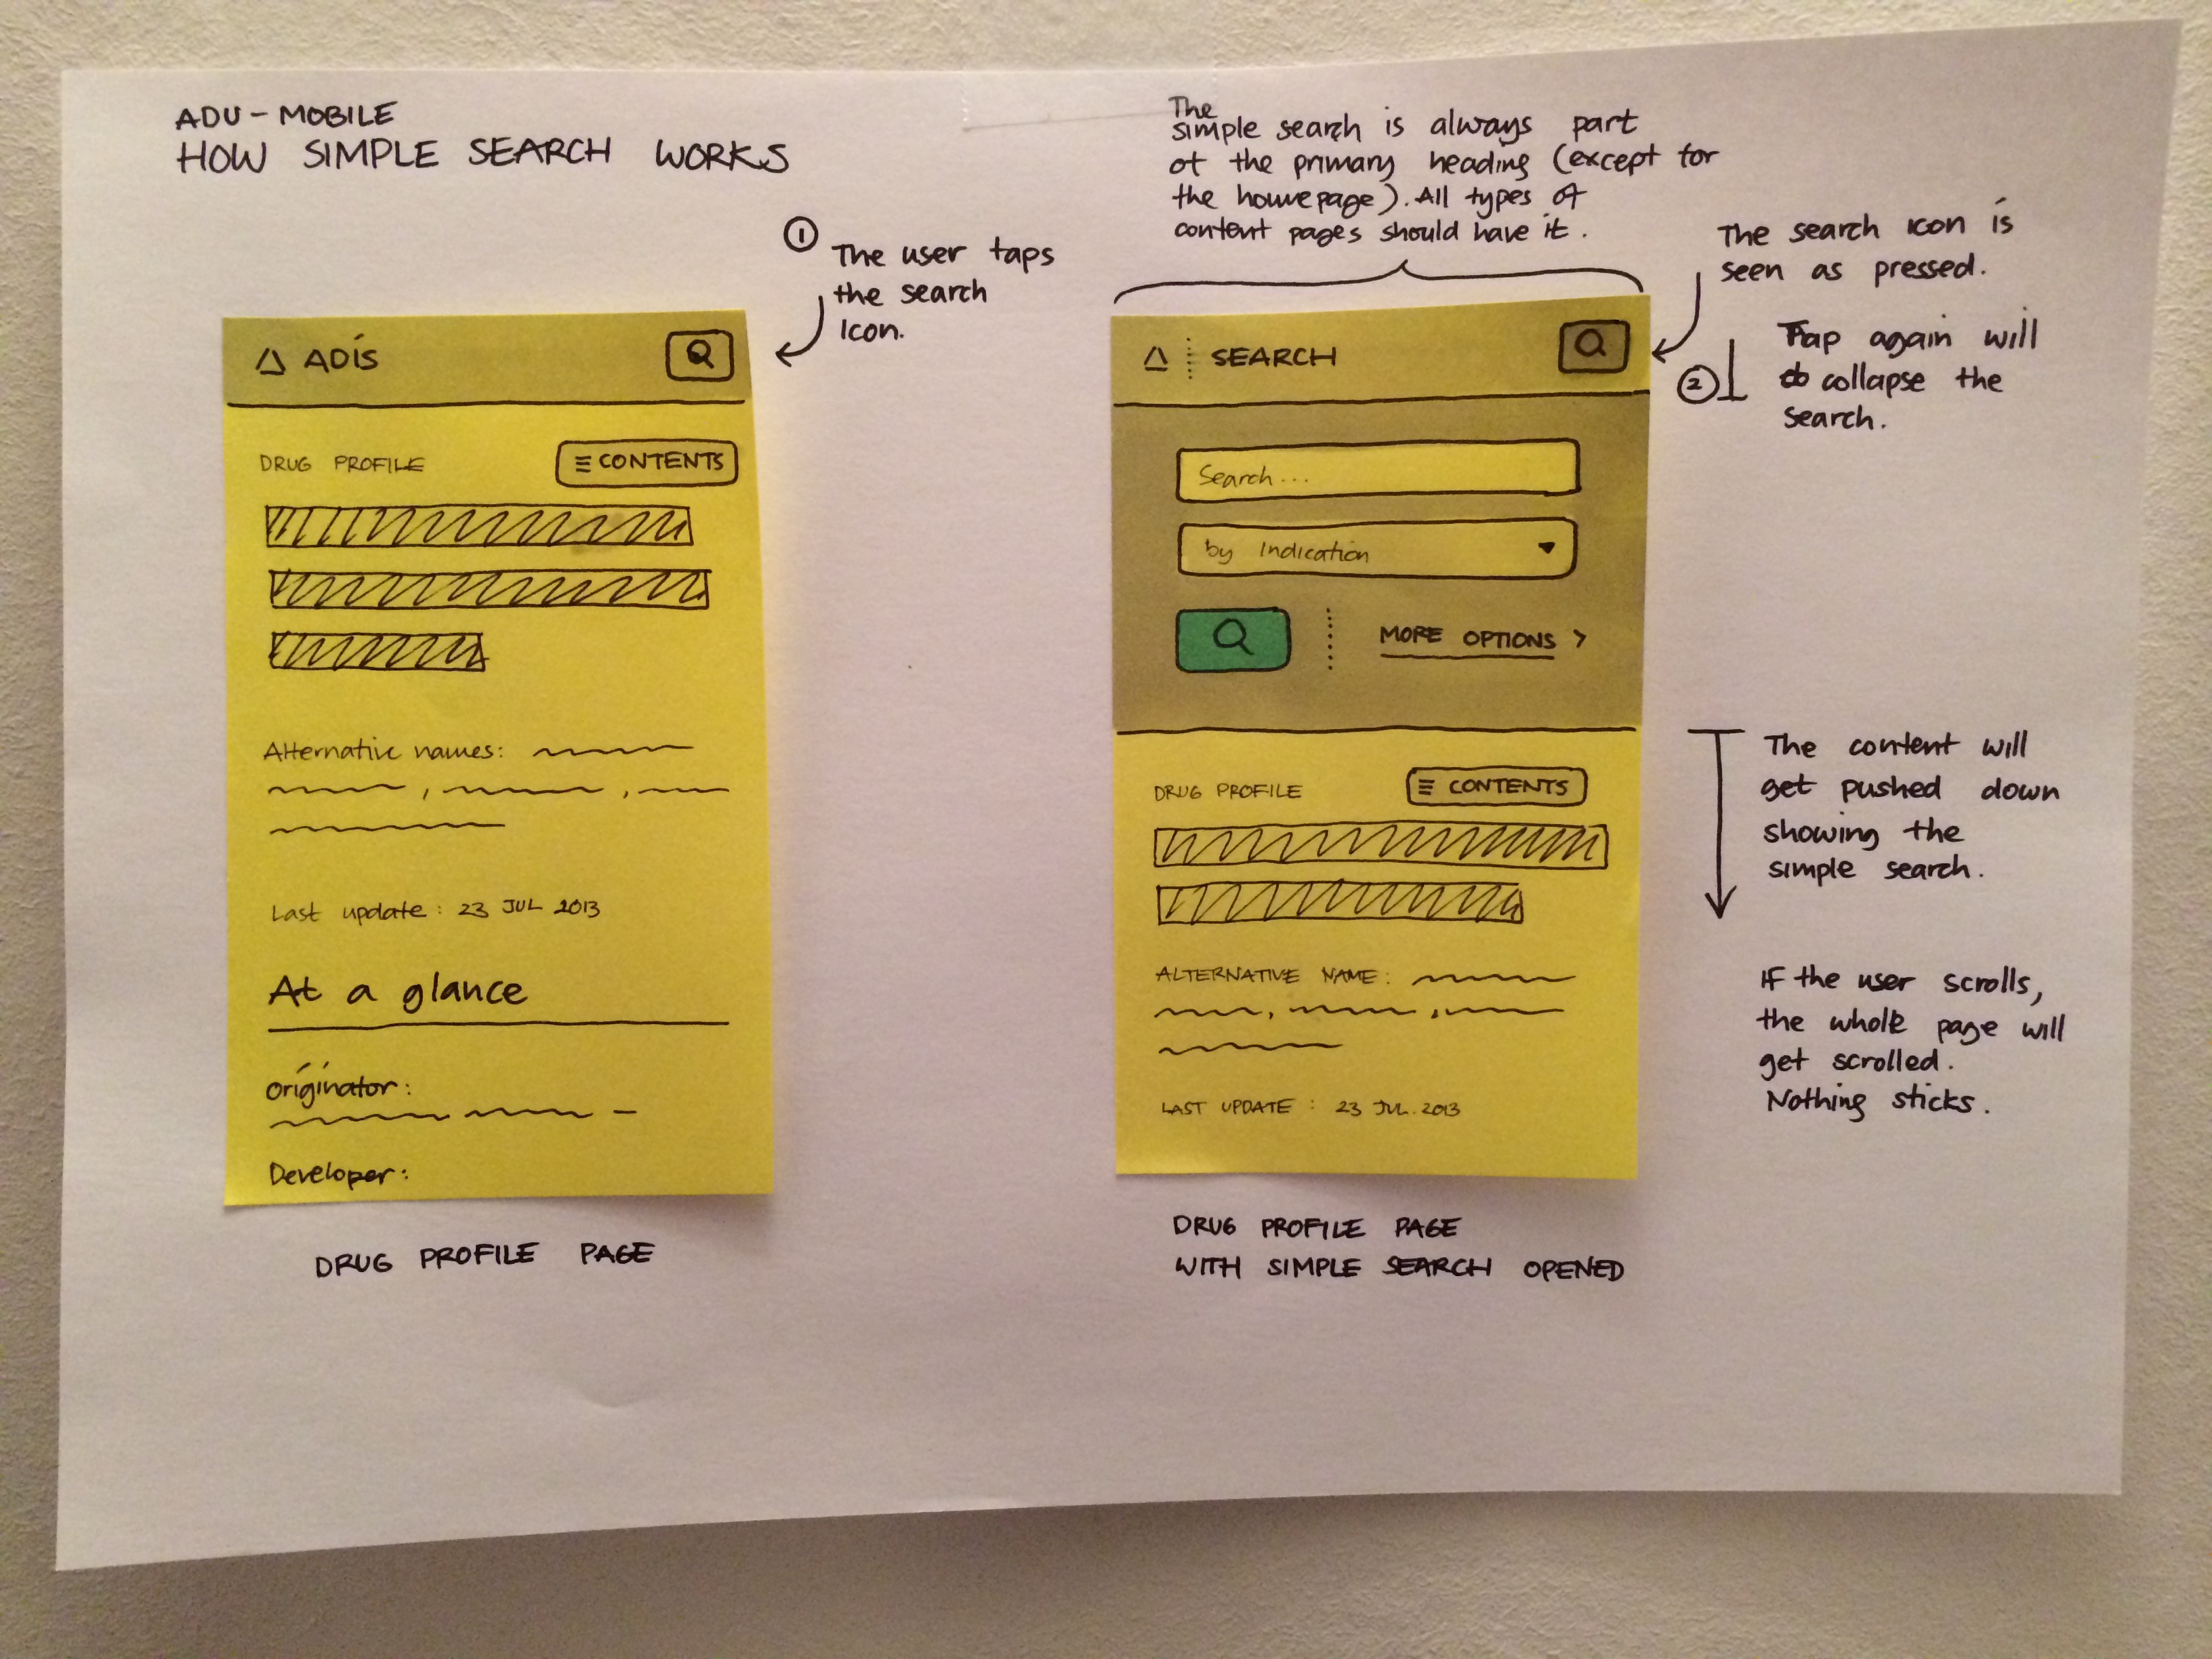 ADU - MOBILE
HOW SIMPLE SEARCH WORKS
①
The user taps
the search
Icon.
ADIS
DRUG PROFILE
≡ CONTENTS
Alternative names:
Last update: 23 JUL 2013
At a glance
Originator:
Developer:
DRUG PROFILE PAGE
The
simple search is always part
of the primary heading (except for
the homepage). All types of
content pages should have it.
The search icon is
seen as pressed.
②
Tap again will
collapse the
search.
SEARCH
Search...
by Indication
MORE OPTIONS >
DRUG PROFILE
≡ CONTENTS
ALTERNATIVE NAME:
LAST UPDATE : 23 JUL. 2013
The content will
get pushed down
showing the
simple search.
IF the user scrolls,
the whole page will
get scrolled.
Nothing sticks.
DRUG PROFILE PAGE
WITH SIMPLE SEARCH OPENED